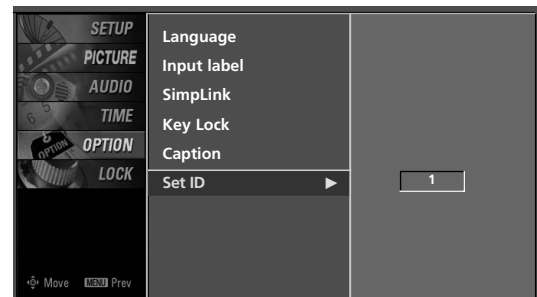 SETUP
PICTURE
AUDIO
TIME
OPTION
LOCK
Move MENU Prev
Language
Input label
SimpLink
Key Lock
Caption
Set ID ►
1